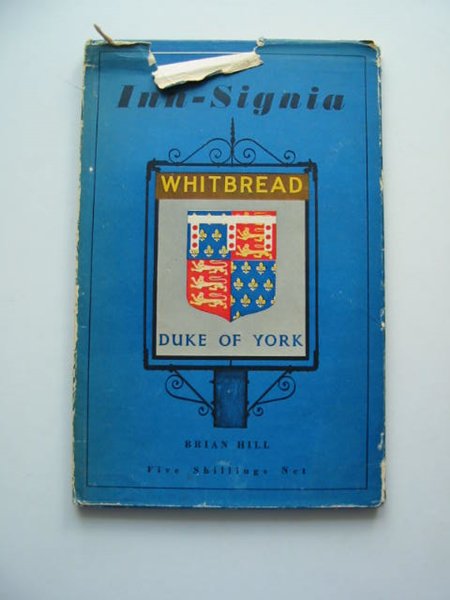 Inn-Signia
WHITBREAD
DUKE OF YORK
BRIAN HILL
Five Shillings Net